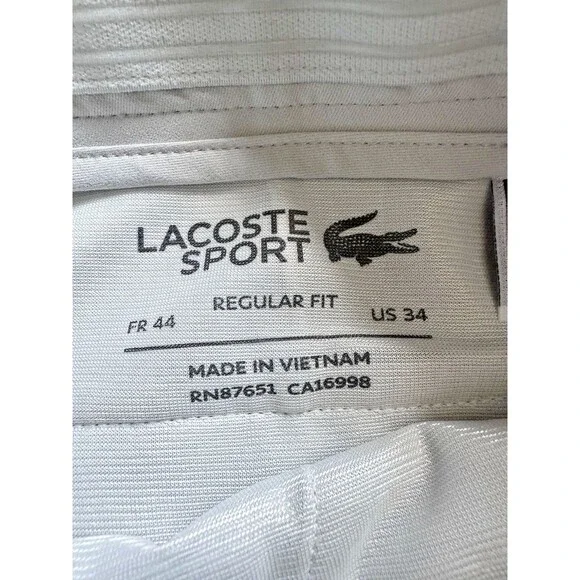 LACOSTE
SPORT
REGULAR FIT
FR 44
US 34
MADE IN VIETNAM
RN87651 CA16998